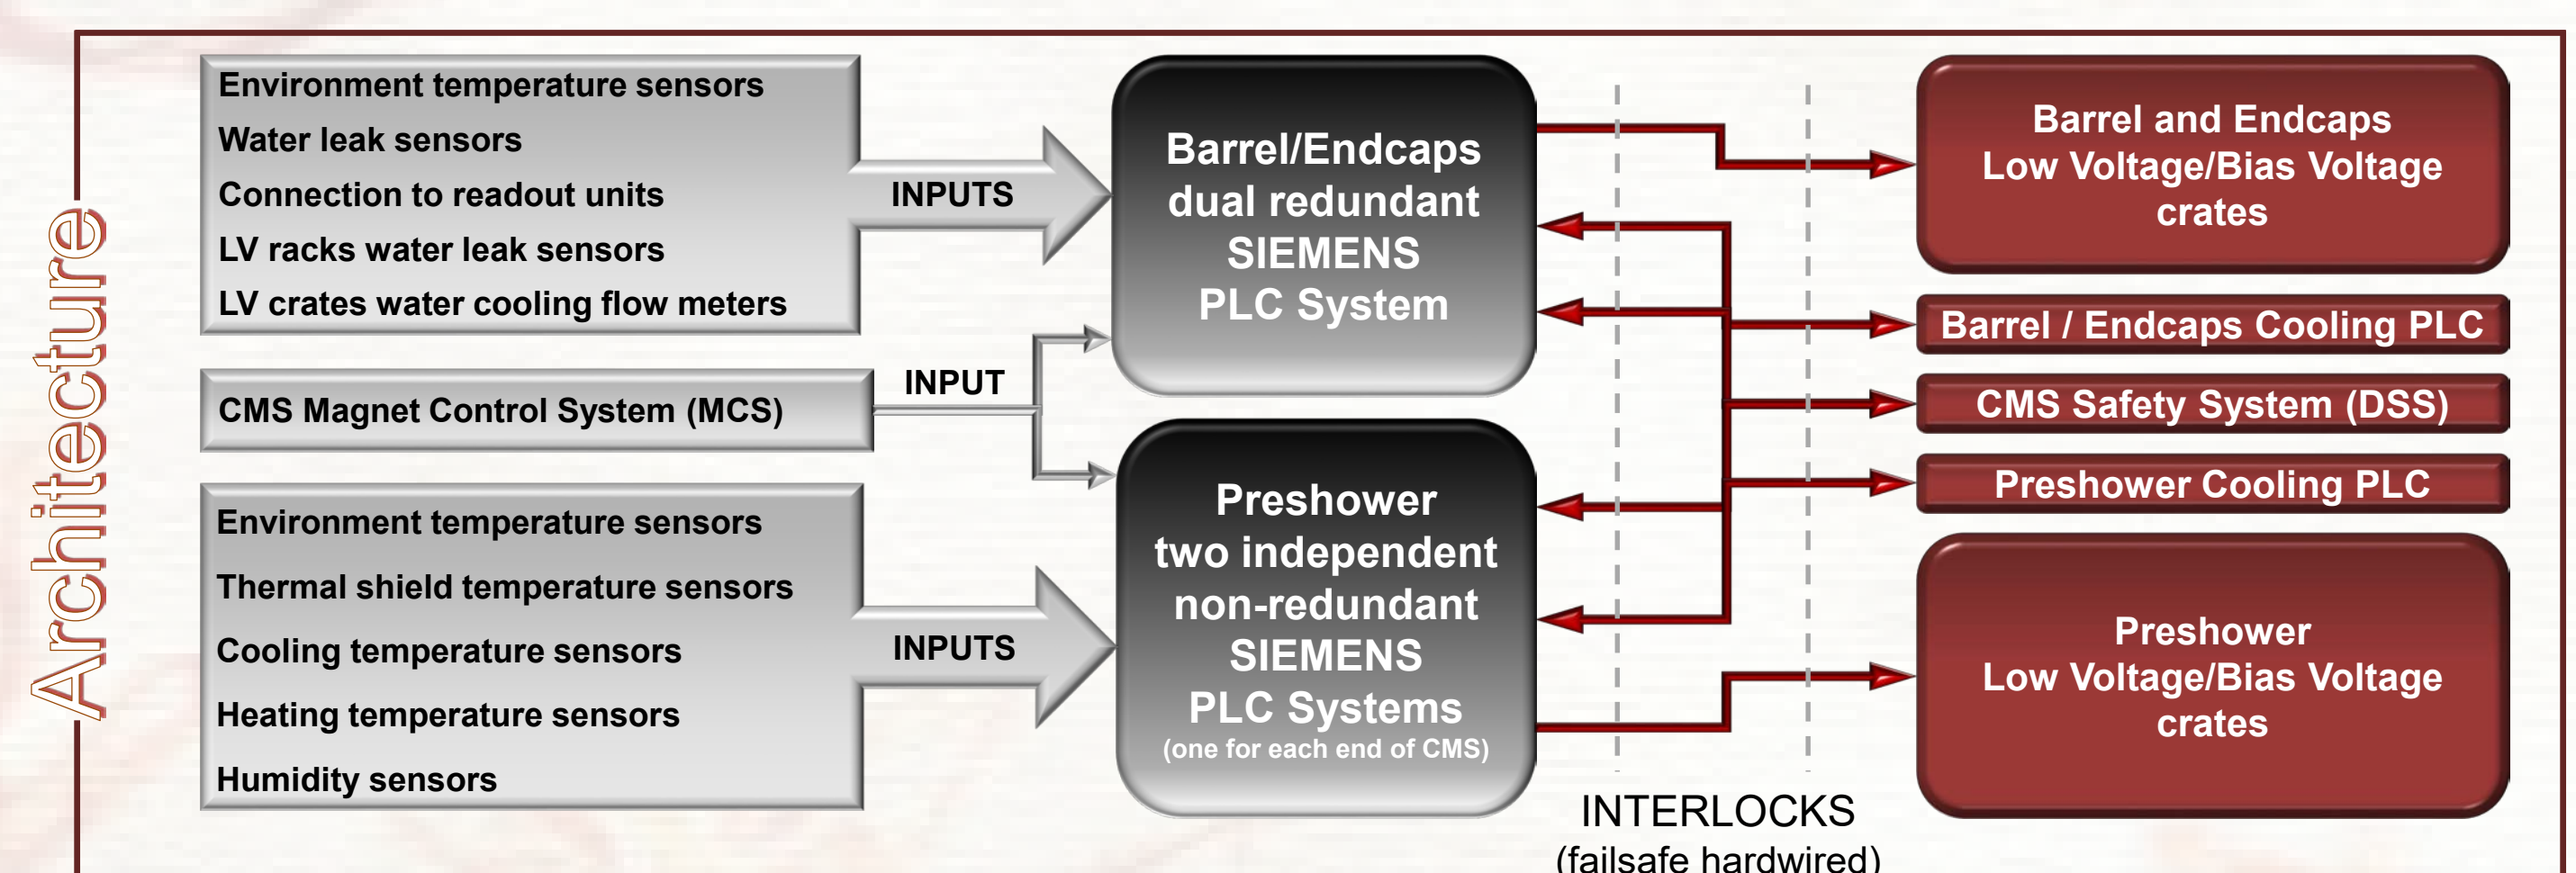 Architecture
Environment temperature sensors
Water leak sensors
Connection to readout units
LV racks water leak sensors
LV crates water cooling flow meters
INPUTS
CMS Magnet Control System (MCS)
INPUT
Environment temperature sensors
Thermal shield temperature sensors
Cooling temperature sensors
Heating temperature sensors
Humidity sensors
INPUTS
Barrel/Endcaps
dual redundant
SIEMENS
PLC System
Preshower
two independent
non-redundant
SIEMENS
PLC Systems
(one for each end of CMS)
INTERLOCKS
(failsafe hardwired)
Barrel and Endcaps
Low Voltage/Bias Voltage
crates
Barrel / Endcaps Cooling PLC
CMS Safety System (DSS)
Preshower Cooling PLC
Preshower
Low Voltage/Bias Voltage
crates